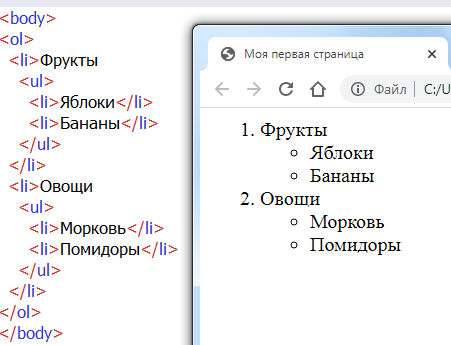 <body>
<ol>
<li>Фрукты
<ul>
<li>Яблоки</li>
<li>Бананы</li>
</ul>
</li>
<li>Овощи
<ul>
<li>Морковь</li>
<li>Помидоры</li>
</ul>
</li>
</ol>
</body>
Моя первая страница
Файл | C:/U
1. Фрукты
Яблоки
Бананы
2. Овощи
Морковь
Помидоры